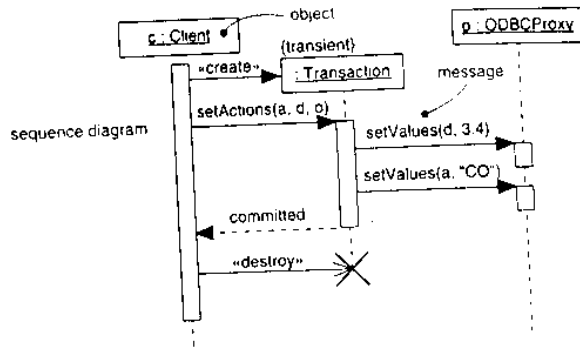 object
c : Client
p : ODBCProxy
{transient}
«create»
: Transaction
message
setActions(a, d, o)
sequence diagram
setValues(d, 3.4)
setValues(a, "CO")
committed
«destroy»